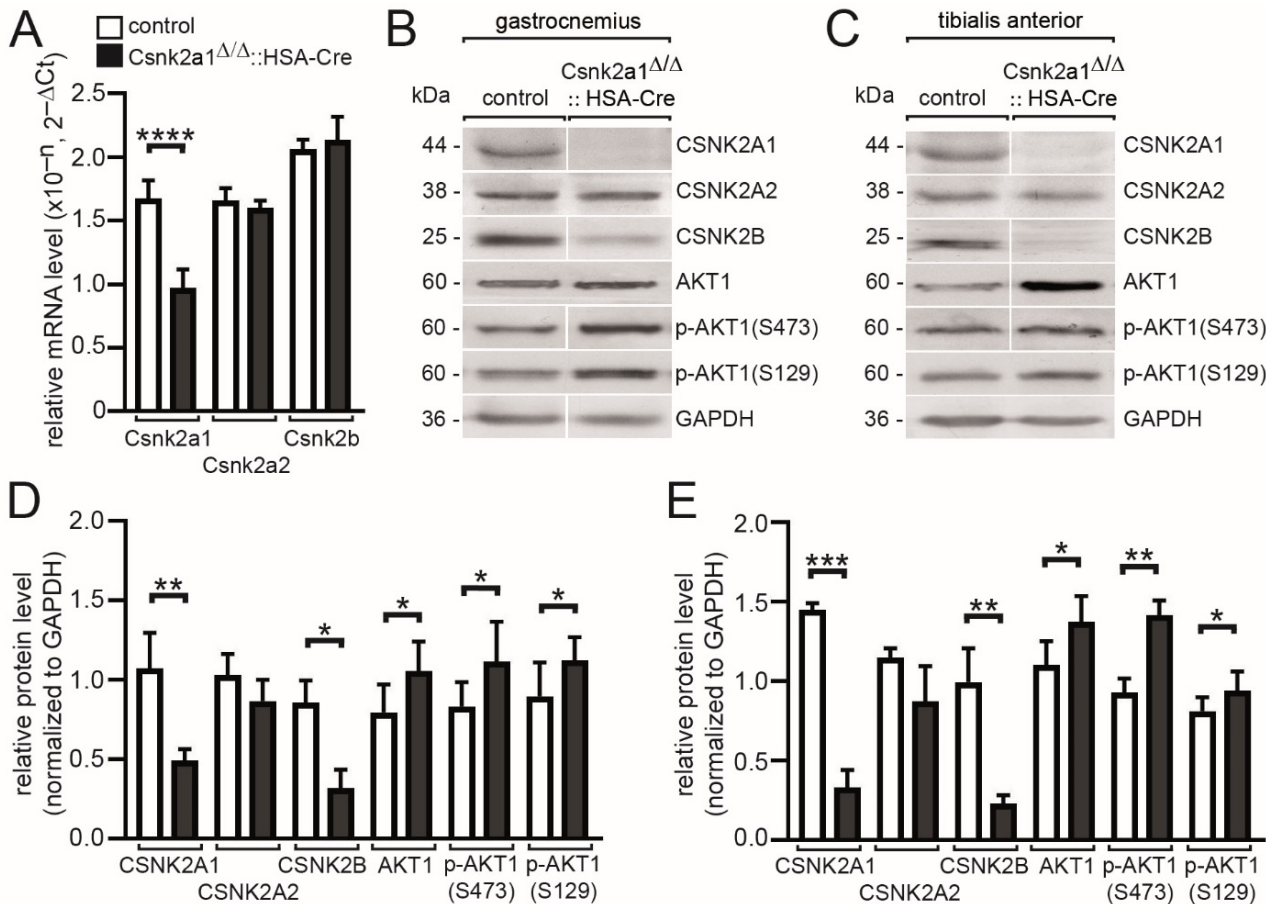 A
control
Csnk2a1Δ/Δ::HSA-Cre
relative mRNA level (x10−n, 2−ΔCt)
2.5
2.0
1.5
1.0
0.5
0
****
Csnk2a1
Csnk2a2
Csnk2b
B
gastrocnemius
kDa
control
Csnk2a1Δ/Δ
:: HSA-Cre
44 - CSNK2A1
38 - CSNK2A2
25 - CSNK2B
60 - AKT1
60 - p-AKT1(S473)
60 - p-AKT1(S129)
36 - GAPDH
C
tibialis anterior
kDa
control
Csnk2a1Δ/Δ
:: HSA-Cre
44 - CSNK2A1
38 - CSNK2A2
25 - CSNK2B
60 - AKT1
60 - p-AKT1(S473)
60 - p-AKT1(S129)
36 - GAPDH
D
relative protein level
(normalized to GAPDH)
2.0
1.5
1.0
0.5
0.0
**
*
*
*
*
CSNK2A1
CSNK2A2
CSNK2B
AKT1
p-AKT1
(S473)
p-AKT1
(S129)
E
relative protein level
(normalized to GAPDH)
2.0
1.5
1.0
0.5
0.0
***
**
*
**
*
CSNK2A1
CSNK2A2
CSNK2B
AKT1
p-AKT1
(S473)
p-AKT1
(S129)